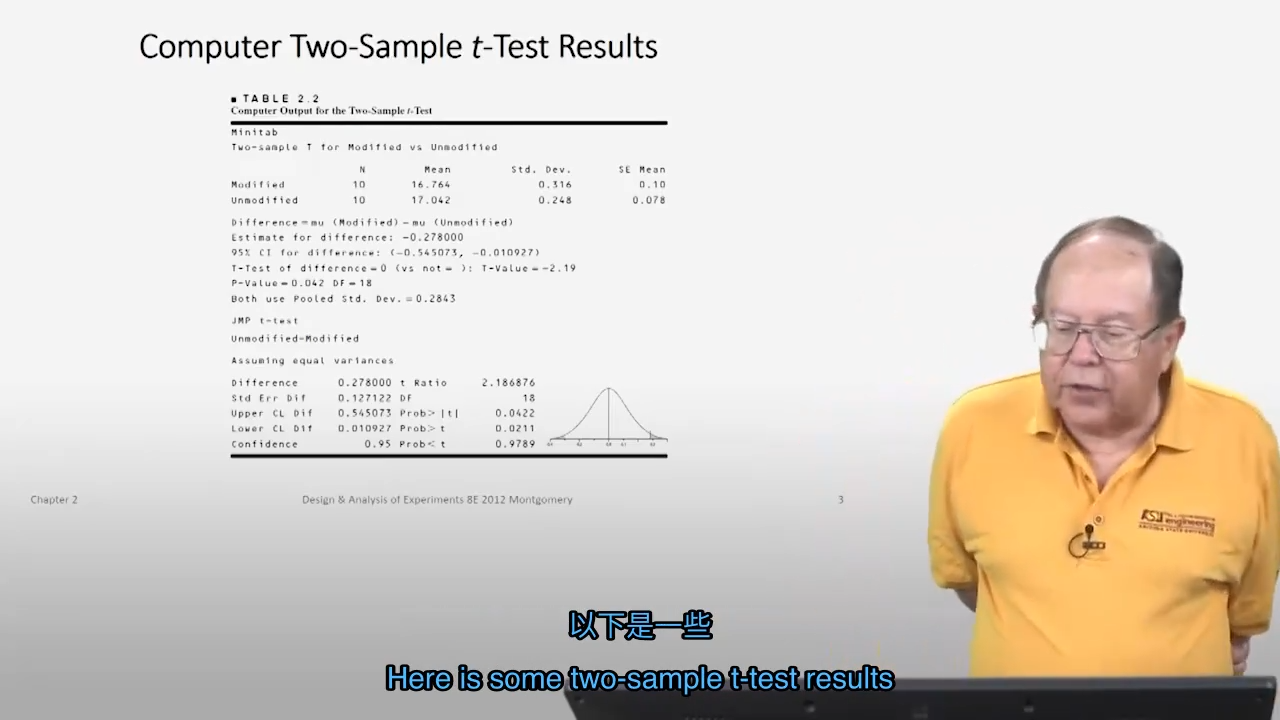 Computer Two-Sample t-Test Results
■ TABLE 2.2
Computer Output for the Two-Sample t-Test
Minitab
Two-sample T for Modified vs Unmodified
N Mean Std. Dev. SE Mean
Modified 10 16.764 0.316 0.10
Unmodified 10 17.042 0.248 0.078
Difference=mu (Modified)-mu (Unmodified)
Estimate for difference: -0.278000
95% CI for difference: (-0.545073, -0.010927)
T-Test of difference=0 (vs not= ): T-Value=-2.19
P-Value=0.042 DF=18
Both use Pooled Std. Dev.=0.2843
JMP t-test
Unmodified-Modified
Assuming equal variances
Difference 0.278000 t Ratio 2.186876
Std Err Dif 0.127122 DF 18
Upper CL Dif 0.545073 Prob>|t| 0.0422
Lower CL Dif 0.010927 Prob>t 0.0211
Confidence 0.95 Prob<t 0.9789
Chapter 2
Design & Analysis of Experiments 8E 2012 Montgomery
3
ASU
engineering
以下是一些
Here is some two-sample t-test results